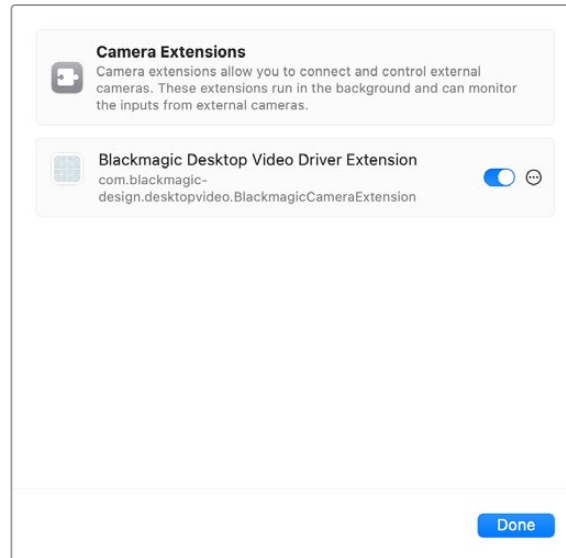 Camera Extensions
Camera extensions allow you to connect and control external
cameras. These extensions run in the background and can monitor
the inputs from external cameras.
Blackmagic Desktop Video Driver Extension
com.blackmagic-
design.desktopvideo.BlackmagicCameraExtension
Done